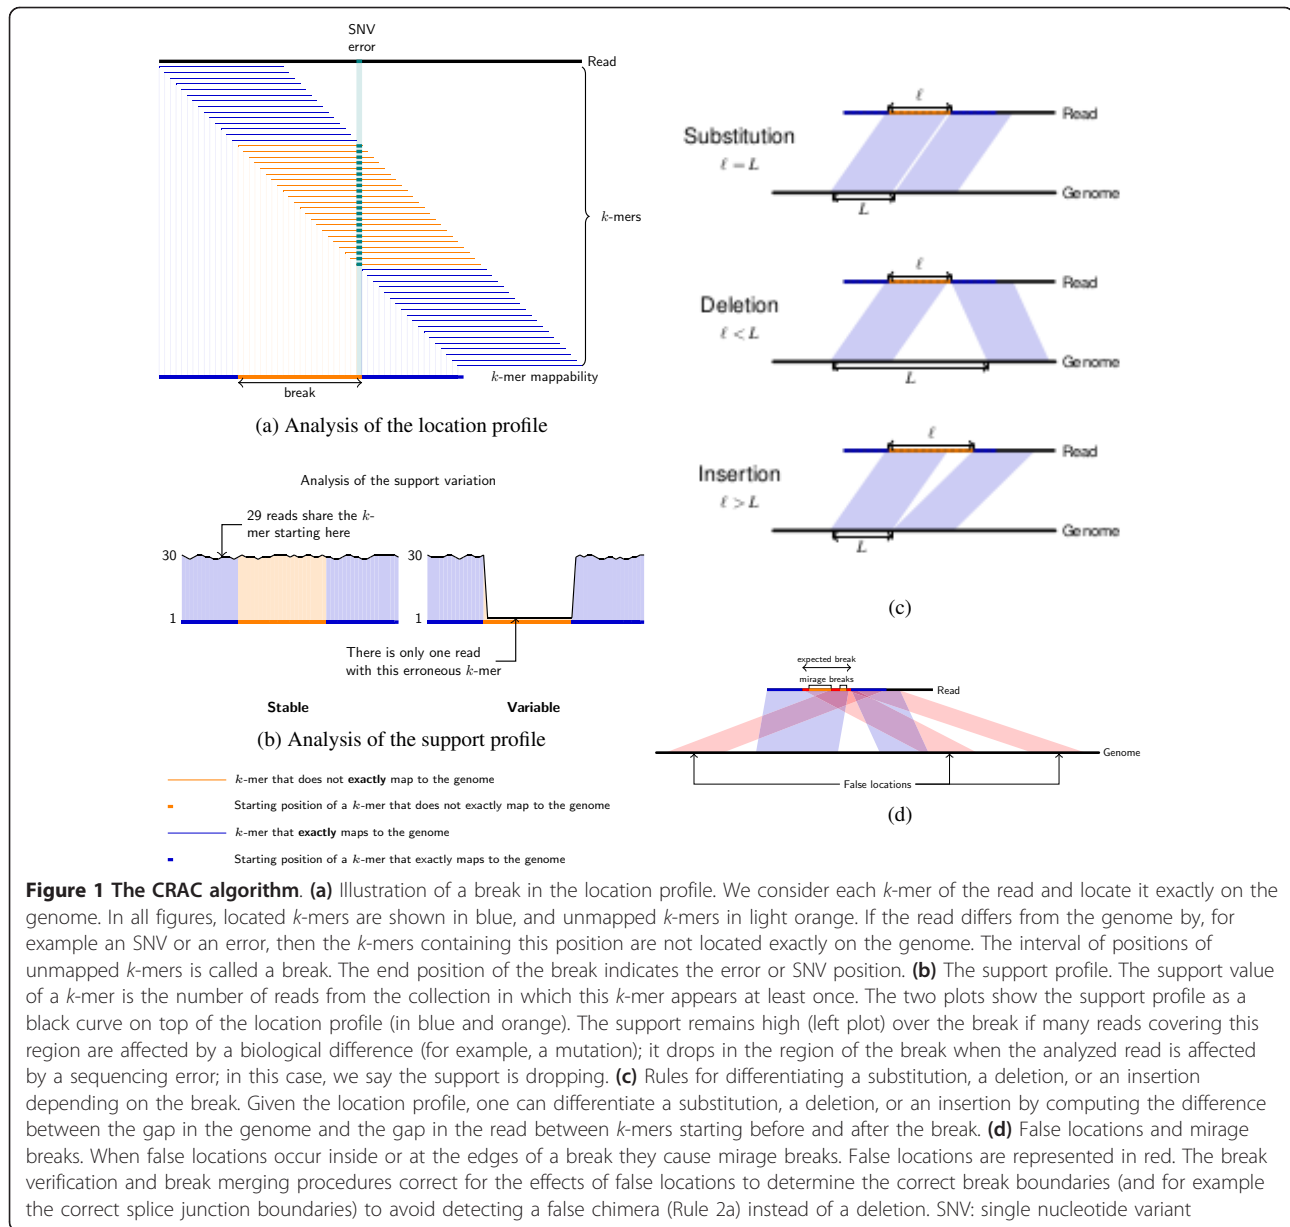 SNV
error
Read
k-mers
k-mer mappability
break
(a) Analysis of the location profile
Analysis of the support variation
29 reads share the k-
mer starting here
30
1
30
1
There is only one read
with this erroneous k-mer
Stable
Variable
(b) Analysis of the support profile
k-mer that does not exactly map to the genome
Starting position of a k-mer that does not exactly map to the genome
k-mer that exactly maps to the genome
Starting position of a k-mer that exactly maps to the genome
ℓ
Read
Substitution
ℓ = L
Genome
L
ℓ
Read
Deletion
ℓ < L
Genome
L
ℓ
Read
Insertion
ℓ > L
Genome
L
(c)
expected break
mirage breaks
Read
Genome
False locations
(d)
Figure 1 The CRAC algorithm. (a) Illustration of a break in the location profile. We consider each k-mer of the read and locate it exactly on the
genome. In all figures, located k-mers are shown in blue, and unmapped k-mers in light orange. If the read differs from the genome by, for
example an SNV or an error, then the k-mers containing this position are not located exactly on the genome. The interval of positions of
unmapped k-mers is called a break. The end position of the break indicates the error or SNV position. (b) The support profile. The support value
of a k-mer is the number of reads from the collection in which this k-mer appears at least once. The two plots show the support profile as a
black curve on top of the location profile (in blue and orange). The support remains high (left plot) over the break if many reads covering this
region are affected by a biological difference (for example, a mutation); it drops in the region of the break when the analyzed read is affected
by a sequencing error; in this case, we say the support is dropping. (c) Rules for differentiating a substitution, a deletion, or an insertion
depending on the break. Given the location profile, one can differentiate a substitution, a deletion, or an insertion by computing the difference
between the gap in the genome and the gap in the read between k-mers starting before and after the break. (d) False locations and mirage
breaks. When false locations occur inside or at the edges of a break they cause mirage breaks. False locations are represented in red. The break
verification and break merging procedures correct for the effects of false locations to determine the correct break boundaries (and for example
the correct splice junction boundaries) to avoid detecting a false chimera (Rule 2a) instead of a deletion. SNV: single nucleotide variant